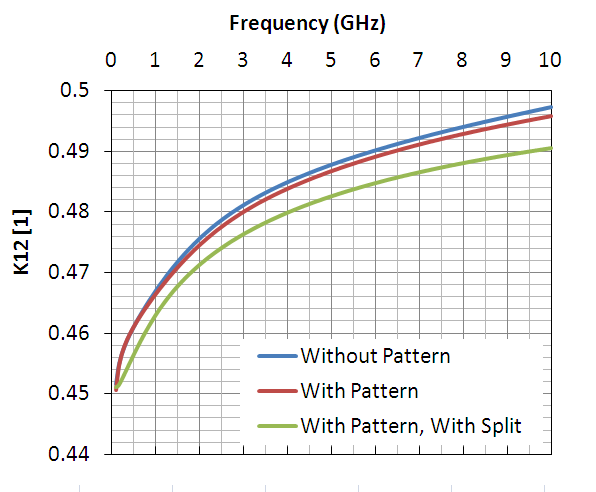 Frequency (GHz)
0 1 2 3 4 5 6 7 8 9 10
0.5
0.49
0.48
0.47
0.46
0.45
0.44
K12 [1]
Without Pattern
With Pattern
With Pattern, With Split